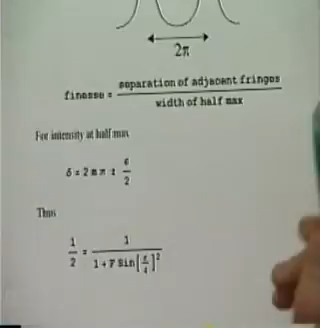 2π
finesse = separation of adjacent fringes / width of half max
For intensity at half max
δ = 2 m π ± ε/2
Thus
1/2 = 1 / (1 + F Sin[ε/4]^2)